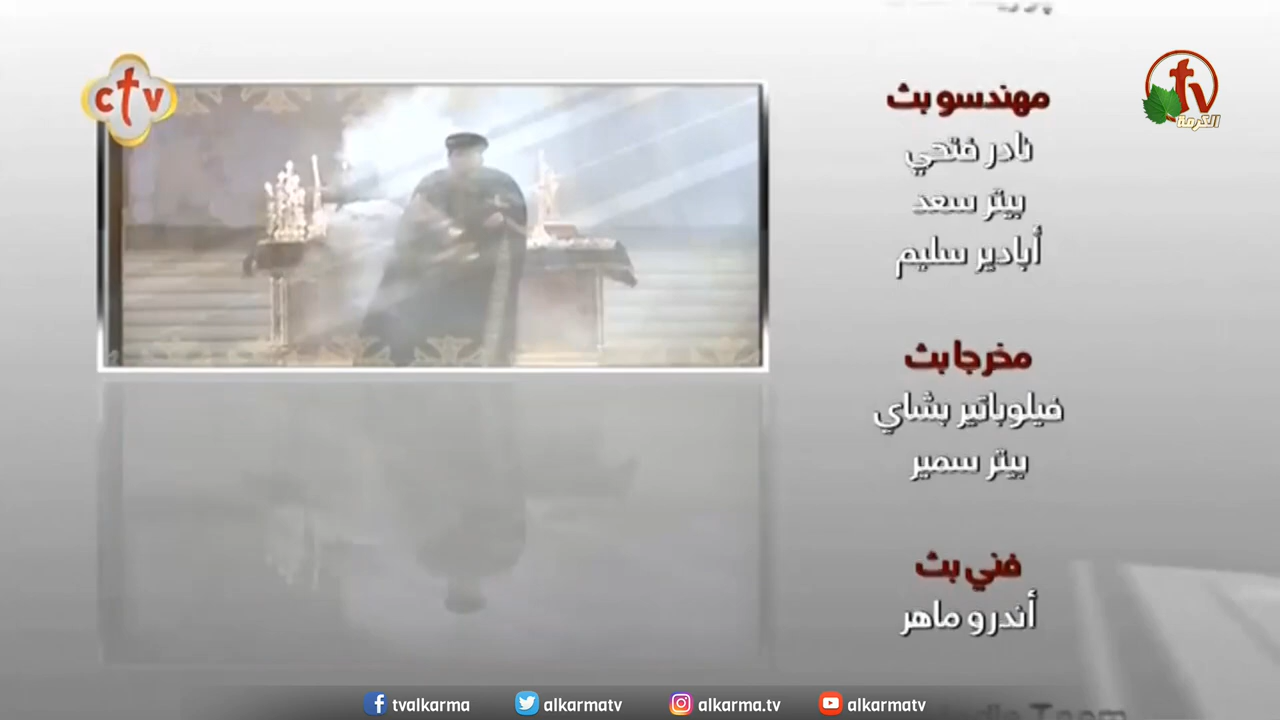 ctv
tv
الكرمة
مهندسو بث
نادر فتحي
بيتر سعد
أبادير سليم
مخرجا بث
فيلوباتير بشاي
بيتر سمير
فني بث
أندرو ماهر
tvalkarma alkarmatv alkarma.tv alkarmatv